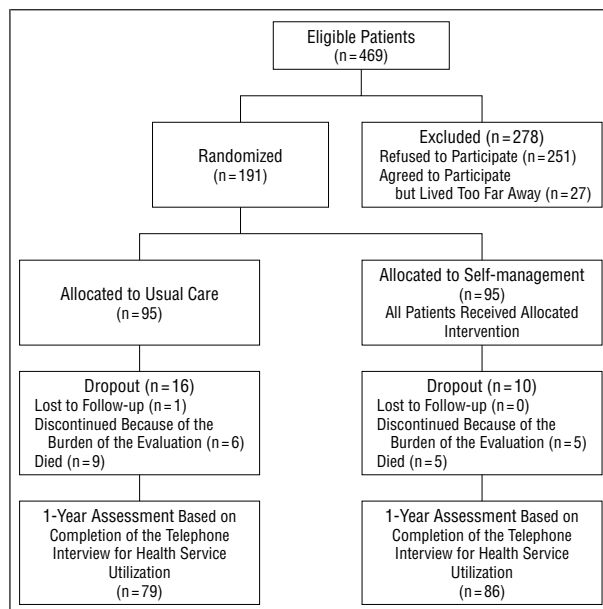 Eligible Patients
(n=469)
Excluded (n=278)
Refused to Participate (n=251)
Agreed to Participate
but Lived Too Far Away (n=27)
Randomized
(n=191)
Allocated to Usual Care
(n=95)
Allocated to Self-management
(n=95)
All Patients Received Allocated
Intervention
Dropout (n=16)
Lost to Follow-up (n=1)
Discontinued Because of the
Burden of the Evaluation (n=6)
Died (n=9)
Dropout (n=10)
Lost to Follow-up (n=0)
Discontinued Because of the
Burden of the Evaluation (n=5)
Died (n=5)
1-Year Assessment Based on
Completion of the Telephone
Interview for Health Service
Utilization
(n=79)
1-Year Assessment Based on
Completion of the Telephone
Interview for Health Service
Utilization
(n=86)